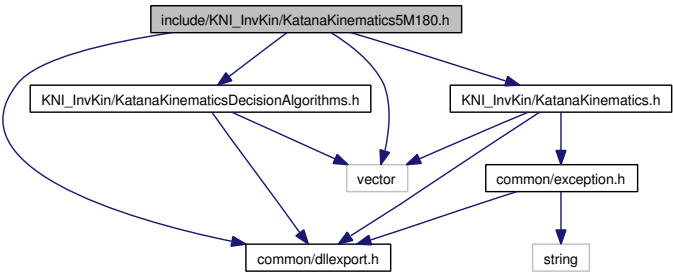 include/KNI_InvKin/KatanaKinematics5M180.h
KNI_InvKin/KatanaKinematicsDecisionAlgorithms.h
KNI_InvKin/KatanaKinematics.h
vector
common/exception.h
common/dllexport.h
string